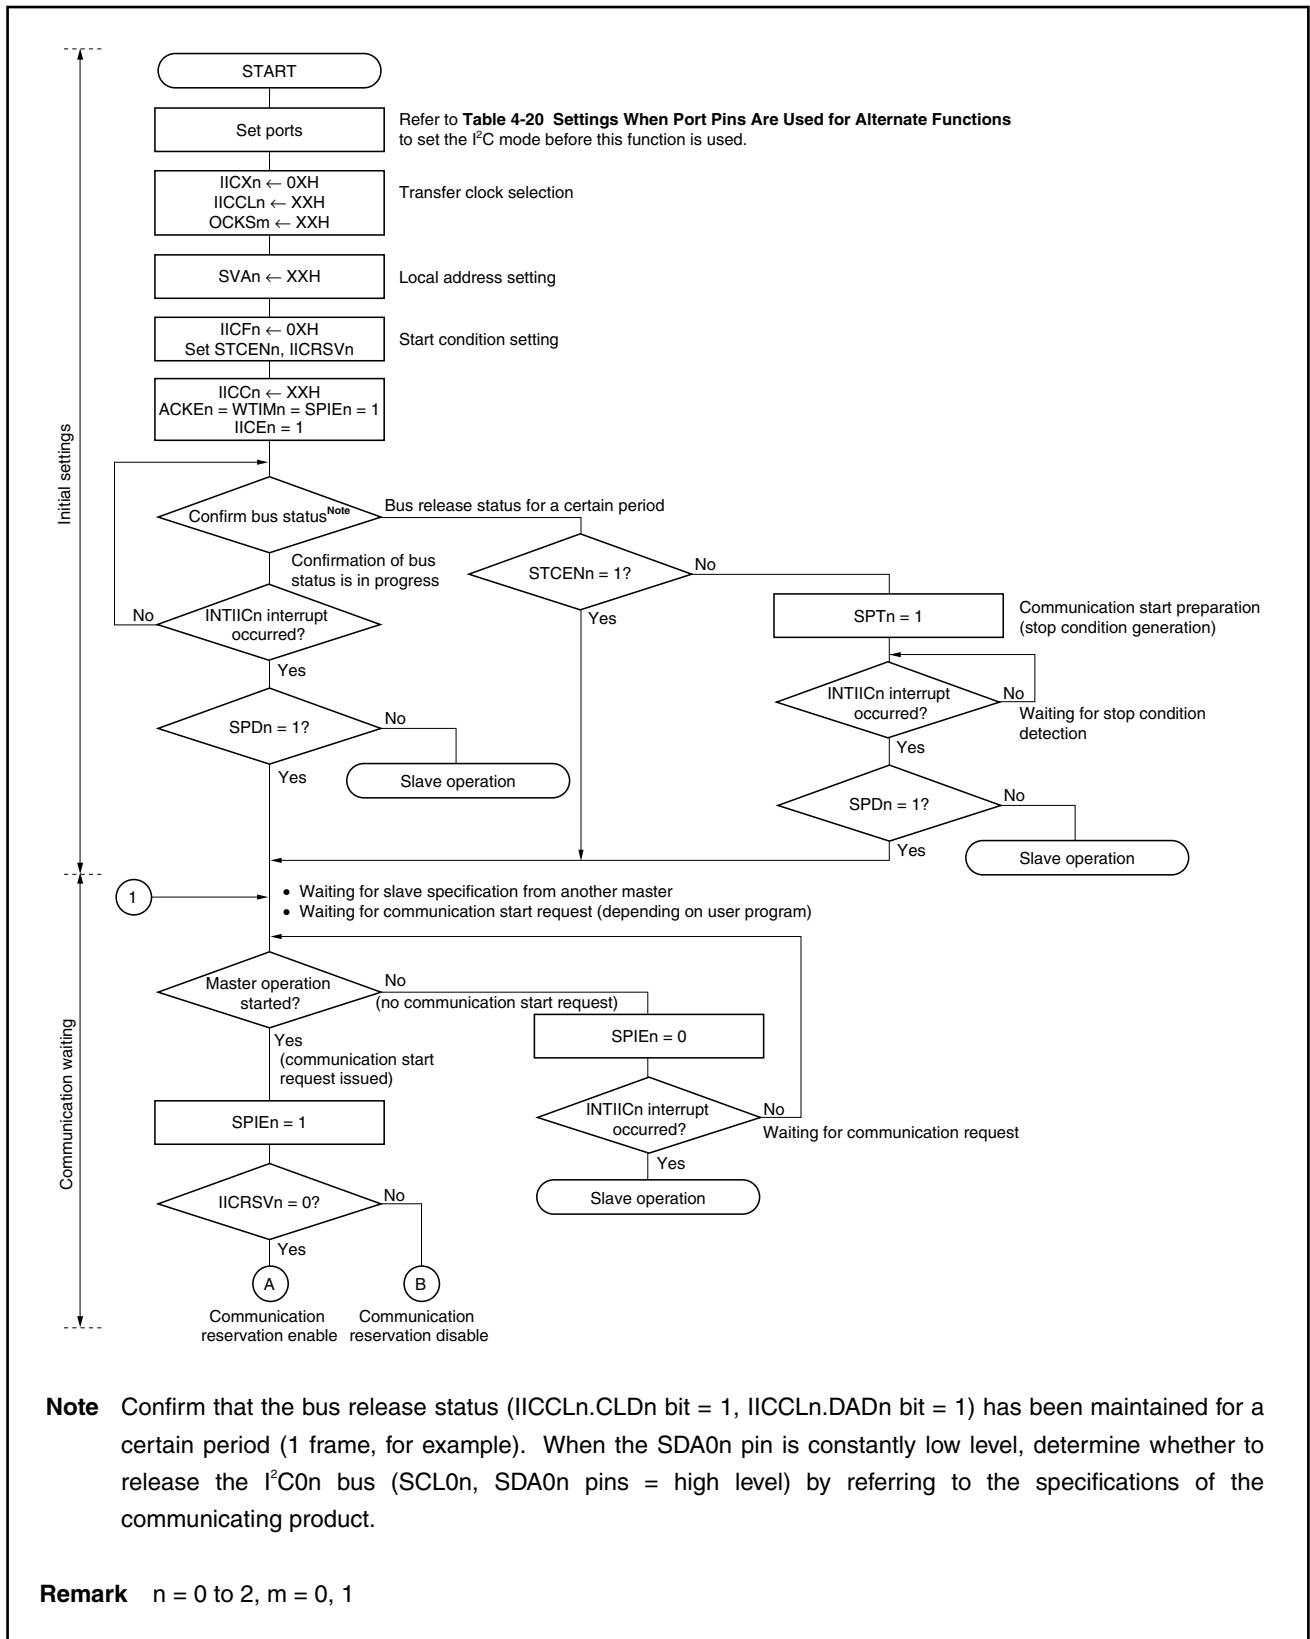 START
Set ports
Refer to Table 4-20 Settings When Port Pins Are Used for Alternate Functions
to set the I²C mode before this function is used.
IICXn ← 0XH
IICCLn ← XXH
OCKSm ← XXH
Transfer clock selection
SVAn ← XXH
Local address setting
IICFn ← 0XH
Set STCENn, IICRSVn
Start condition setting
IICCn ← XXH
ACKEn = WTIMn = SPIEn = 1
IICEn = 1
Initial settings
Confirm bus statusNote
Bus release status for a certain period
Confirmation of bus
status is in progress
STCENn = 1?
No
Yes
SPTn = 1
Communication start preparation
(stop condition generation)
No
INTIICn interrupt
occurred?
Yes
INTIICn interrupt
occurred?
No
Waiting for stop condition
detection
Yes
SPDn = 1?
No
Yes
Slave operation
SPDn = 1?
No
Yes
Slave operation
1
• Waiting for slave specification from another master
• Waiting for communication start request (depending on user program)
Communication waiting
Master operation
started?
No
(no communication start request)
Yes
(communication start
request issued)
SPIEn = 0
INTIICn interrupt
occurred?
No
Waiting for communication request
Yes
Slave operation
SPIEn = 1
IICRSVn = 0?
No
Yes
A
B
Communication
reservation enable
Communication
reservation disable
Note Confirm that the bus release status (IICCLn.CLDn bit = 1, IICCLn.DADn bit = 1) has been maintained for a
certain period (1 frame, for example). When the SDA0n pin is constantly low level, determine whether to
release the I²C0n bus (SCL0n, SDA0n pins = high level) by referring to the specifications of the
communicating product.
Remark n = 0 to 2, m = 0, 1